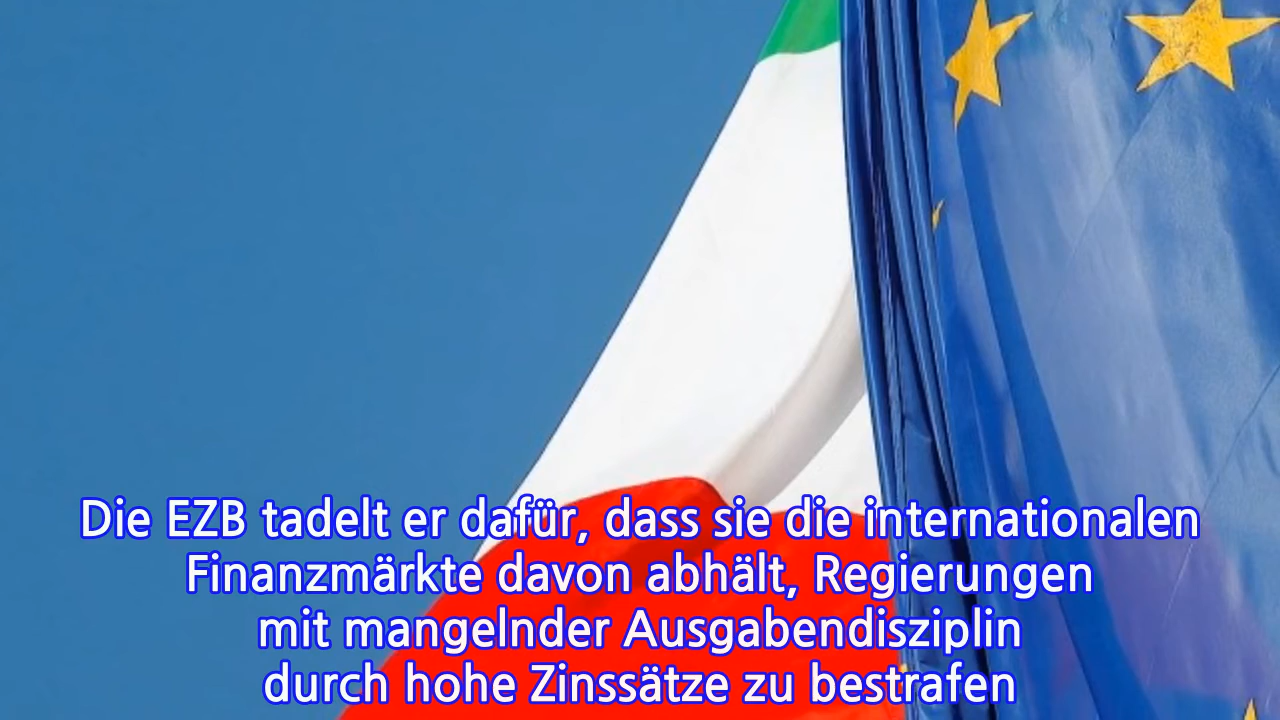 Die EZB tadelt er dafür, dass sie die internationalen
Finanzmärkte davon abhält, Regierungen
mit mangelnder Ausgabendisziplin
durch hohe Zinssätze zu bestrafen